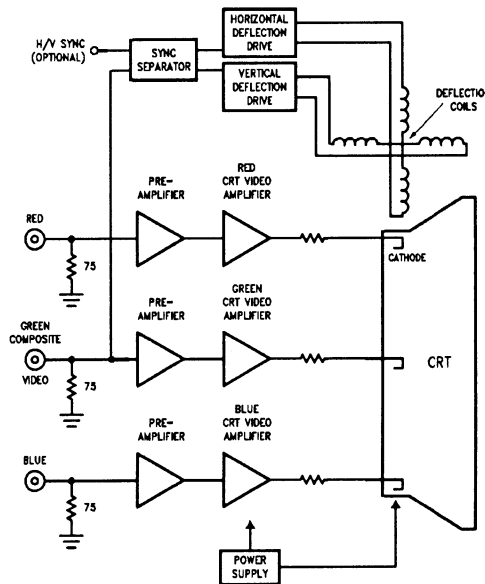 HORIZONTAL
DEFLECTION
DRIVE
H/V SYNC
(OPTIONAL)
SYNC
SEPARATOR
VERTICAL
DEFLECTION
DRIVE
DEFLECTIO
COILS
PRE-
AMPLIFIER
RED
CRT VIDEO
AMPLIFIER
RED
75
CATHODE
PRE-
AMPLIFIER
GREEN
CRT VIDEO
AMPLIFIER
GREEN
COMPOSITE
VIDEO
75
CRT
PRE-
AMPLIFIER
BLUE
CRT VIDEO
AMPLIFIER
BLUE
75
POWER
SUPPLY